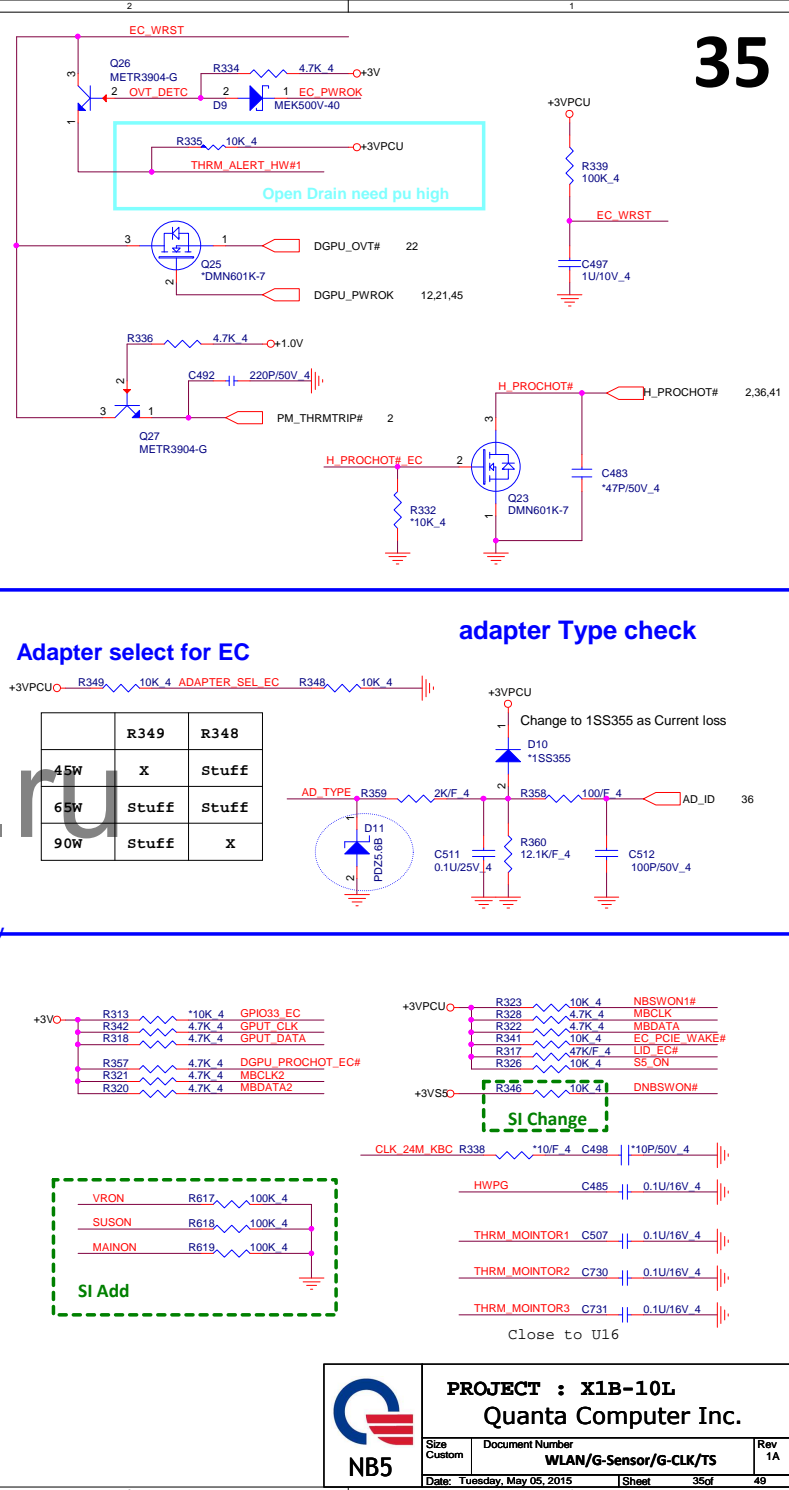 2 1
35
EC_WRST
Q26
METR3904-G
3
2 OVT_DETC
1
R334 4.7K_4 +3V
2 1 EC_PWROK
D9 MEK500V-40
R335 10K_4 +3VPCU
THRM_ALERT_HW#1
Open Drain need pu high
+3VPCU
R339
100K_4
EC_WRST
C497
1U/10V_4
3 1 DGPU_OVT# 22
Q25
*DMN601K-7
2
DGPU_PWROK 12,21,45
R336 4.7K_4 +1.0V
2
C492 220P/50V_4
3 1 PM_THRMTRIP# 2
Q27
METR3904-G
H_PROCHOT# H_PROCHOT# 2,36,41
3
H_PROCHOT#_EC 2
C483
*47P/50V_4
Q23
DMN601K-7
R332
*10K_4
1
Adapter select for EC
+3VPCU R349 10K_4 ADAPTER_SEL_EC R348 10K_4
R349 R348
45W X Stuff
65W Stuff Stuff
90W Stuff X
.ru
adapter Type check
+3VPCU
1 Change to 1SS355 as Current loss
D10
*1SS355
2
AD_TYPE R359 2K/F_4 R358 100/F_4 AD_ID 36
1 D11
PDZ5.6B
2
C511
0.1U/25V_4
R360
12.1K/F_4
C512
100P/50V_4
+3V
R313 *10K_4 GPIO33_EC
R342 4.7K_4 GPUT_CLK
R318 4.7K_4 GPUT_DATA
R357 4.7K_4 DGPU_PROCHOT_EC#
R321 4.7K_4 MBCLK2
R320 4.7K_4 MBDATA2
+3VPCU
R323 10K_4 NBSWON1#
R328 4.7K_4 MBCLK
R322 4.7K_4 MBDATA
R341 10K_4 EC_PCIE_WAKE#
R317 47K/F_4 LID_EC#
R326 10K_4 S5_ON
+3VS5 R346 10K_4 DNBSWON#
SI Change
CLK_24M_KBC R338 *10/F_4 C498 *10P/50V_4
HWPG C485 0.1U/16V_4
THRM_MOINTOR1 C507 0.1U/16V_4
THRM_MOINTOR2 C730 0.1U/16V_4
THRM_MOINTOR3 C731 0.1U/16V_4
Close to U16
VRON R617 100K_4
SUSON R618 100K_4
MAINON R619 100K_4
SI Add
NB5
PROJECT : X1B-10L
Quanta Computer Inc.
Size Document Number Rev
Custom WLAN/G-Sensor/G-CLK/TS 1A
Date: Tuesday, May 05, 2015 Sheet 35 of 49